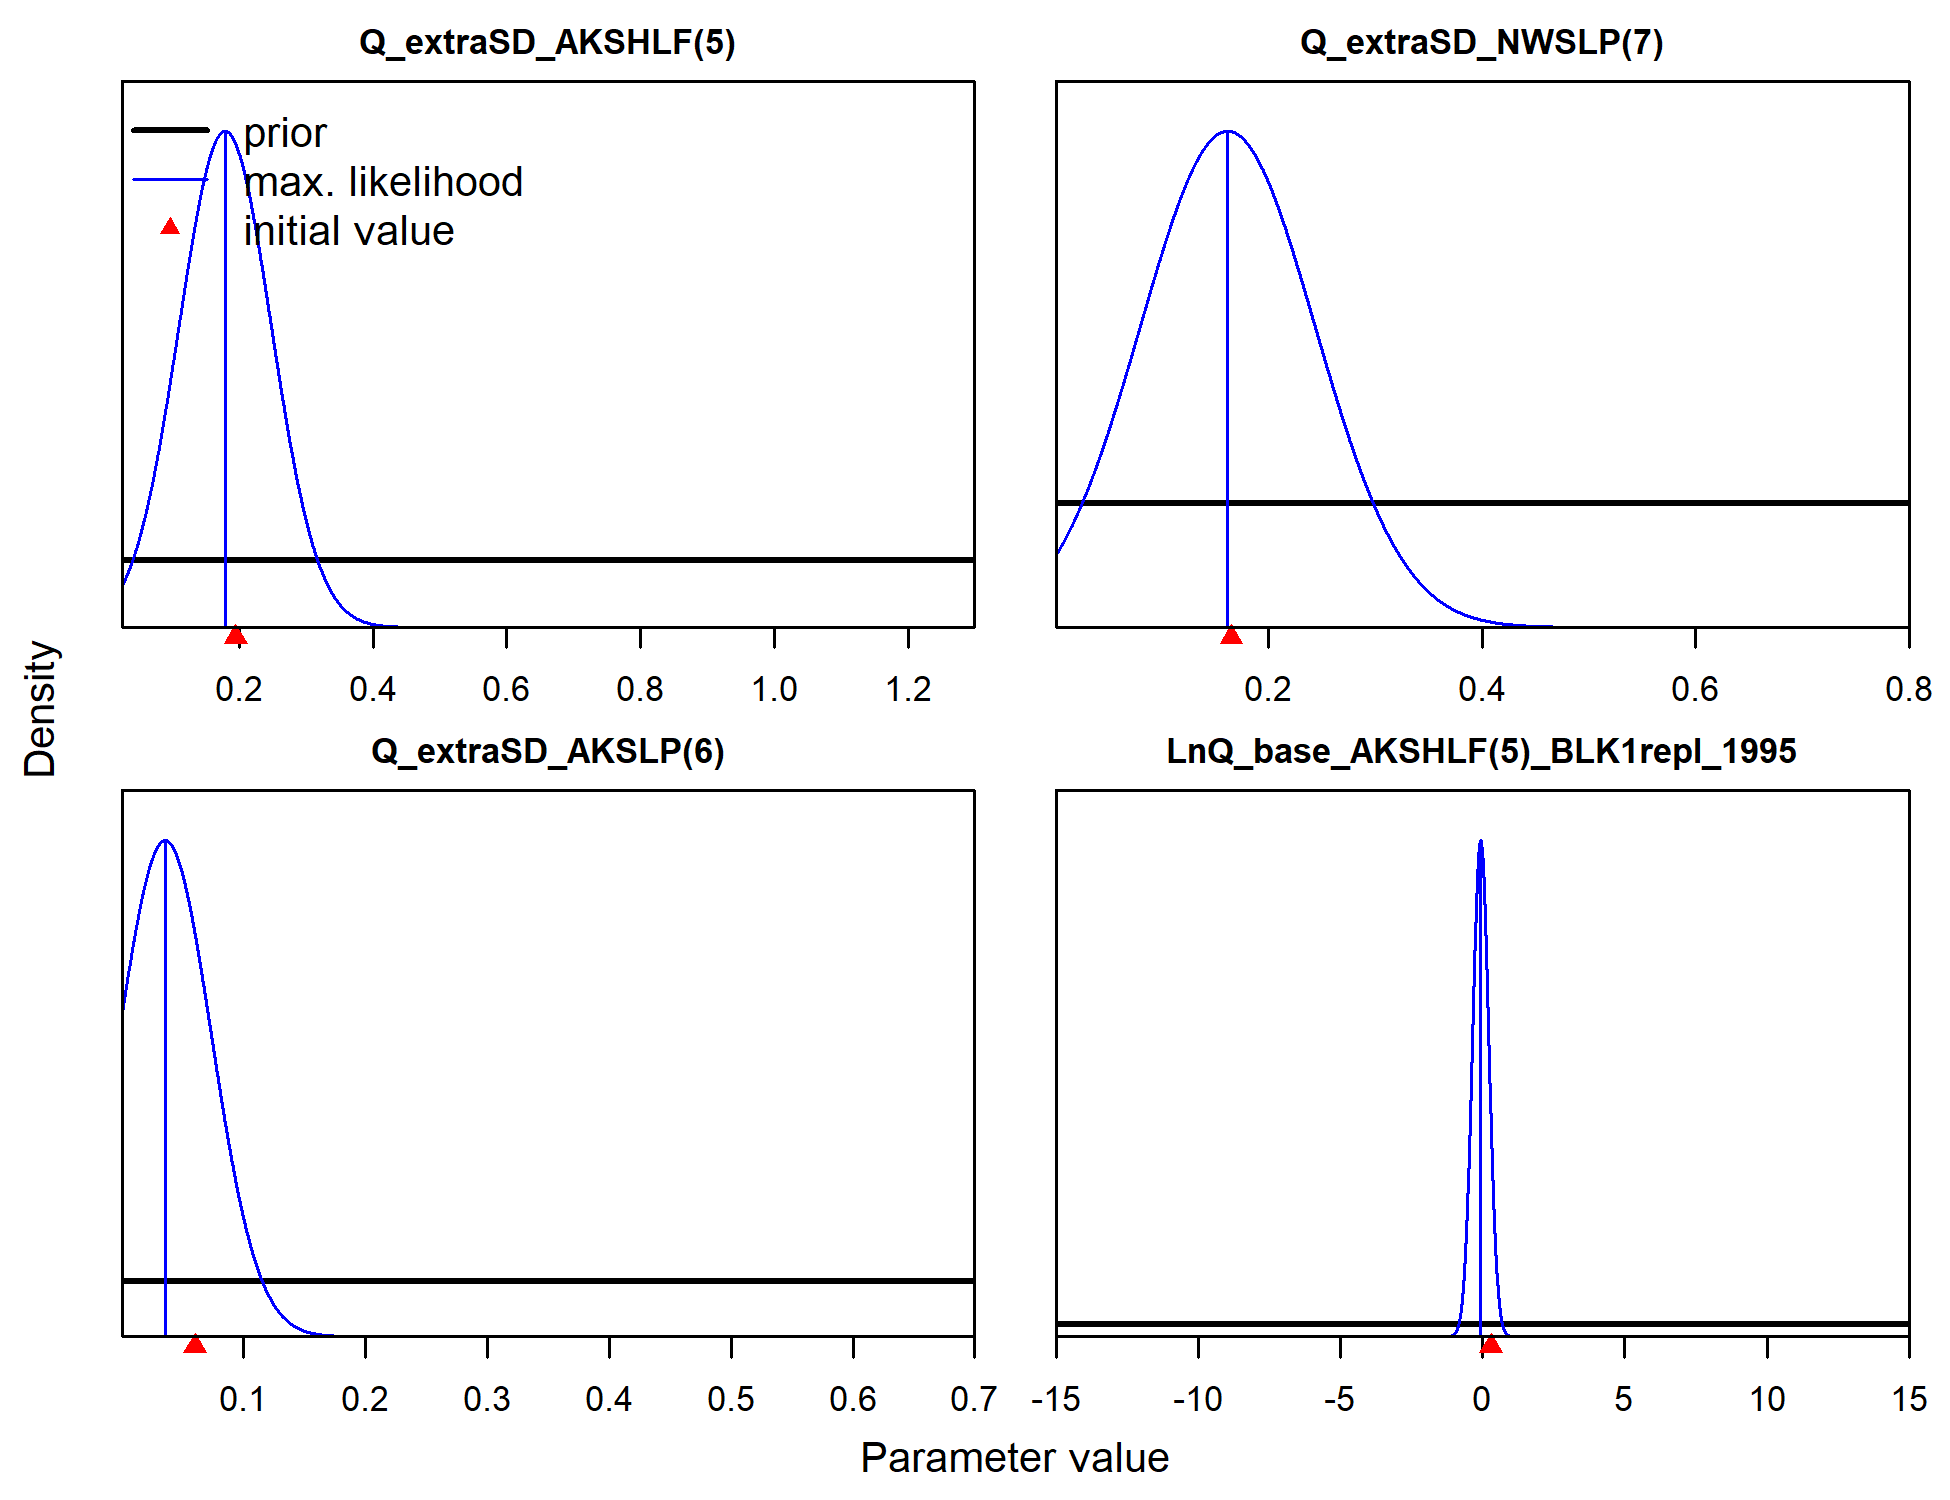 Q_extraSD_AKSHLF(5)
prior
max. likelihood
initial value
0.2 0.4 0.6 0.8 1.0 1.2
Q_extraSD_NWSLP(7)
0.2 0.4 0.6 0.8
Density
Q_extraSD_AKSLP(6)
0.1 0.2 0.3 0.4 0.5 0.6 0.7
LnQ_base_AKSHLF(5)_BLK1repl_1995
-15 -10 -5 0 5 10 15
Parameter value